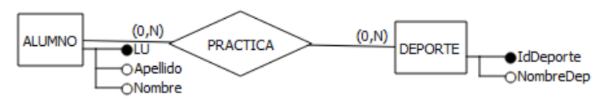 ALUMNO
(0,N)
PRACTICA
(0,N)
DEPORTE
LU
Apellido
Nombre
IdDeporte
NombreDep